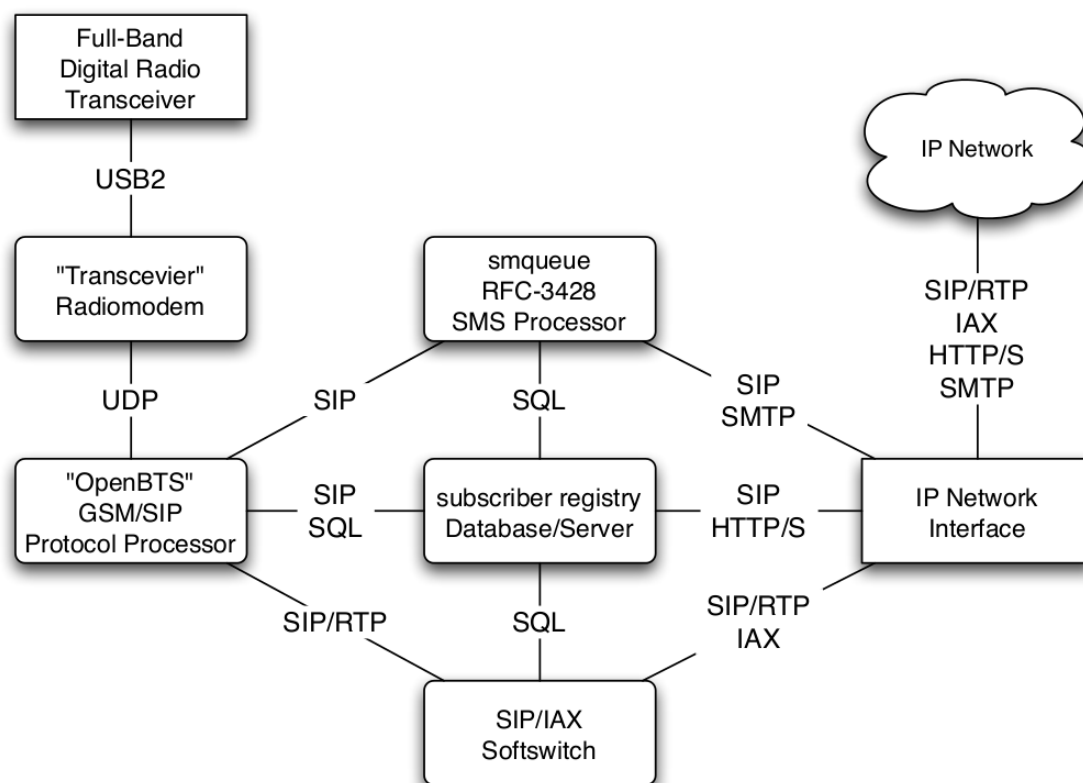 Full-Band
Digital Radio
Transceiver
USB2
"Transcevier"
Radiomodem
UDP
"OpenBTS"
GSM/SIP
Protocol Processor
SIP
smqueue
RFC-3428
SMS Processor
SQL
SIP
SQL
subscriber registry
Database/Server
SIP/RTP
SQL
SIP/IAX
Softswitch
SIP
SMTP
SIP
HTTP/S
SIP/RTP
IAX
IP Network
SIP/RTP
IAX
HTTP/S
SMTP
IP Network
Interface